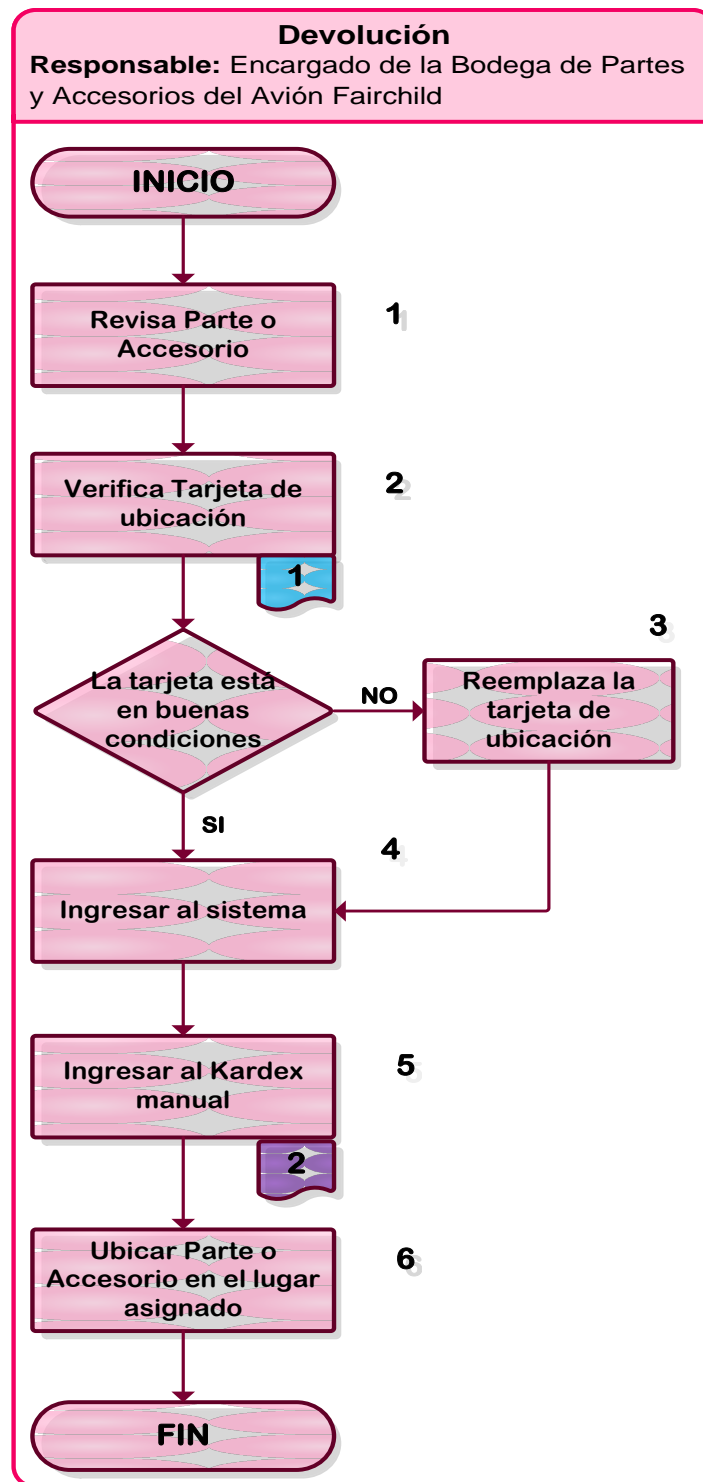 Devolución
Responsable: Encargado de la Bodega de Partes
y Accesorios del Avión Fairchild
INICIO
Revisa Parte o
Accesorio
1
Verifica Tarjeta de
ubicación
2
1
La tarjeta está
en buenas
condiciones
NO
3
Reemplaza la
tarjeta de
ubicación
SI
4
Ingresar al sistema
Ingresar al Kardex
manual
5
2
Ubicar Parte o
Accesorio en el lugar
asignado
6
FIN